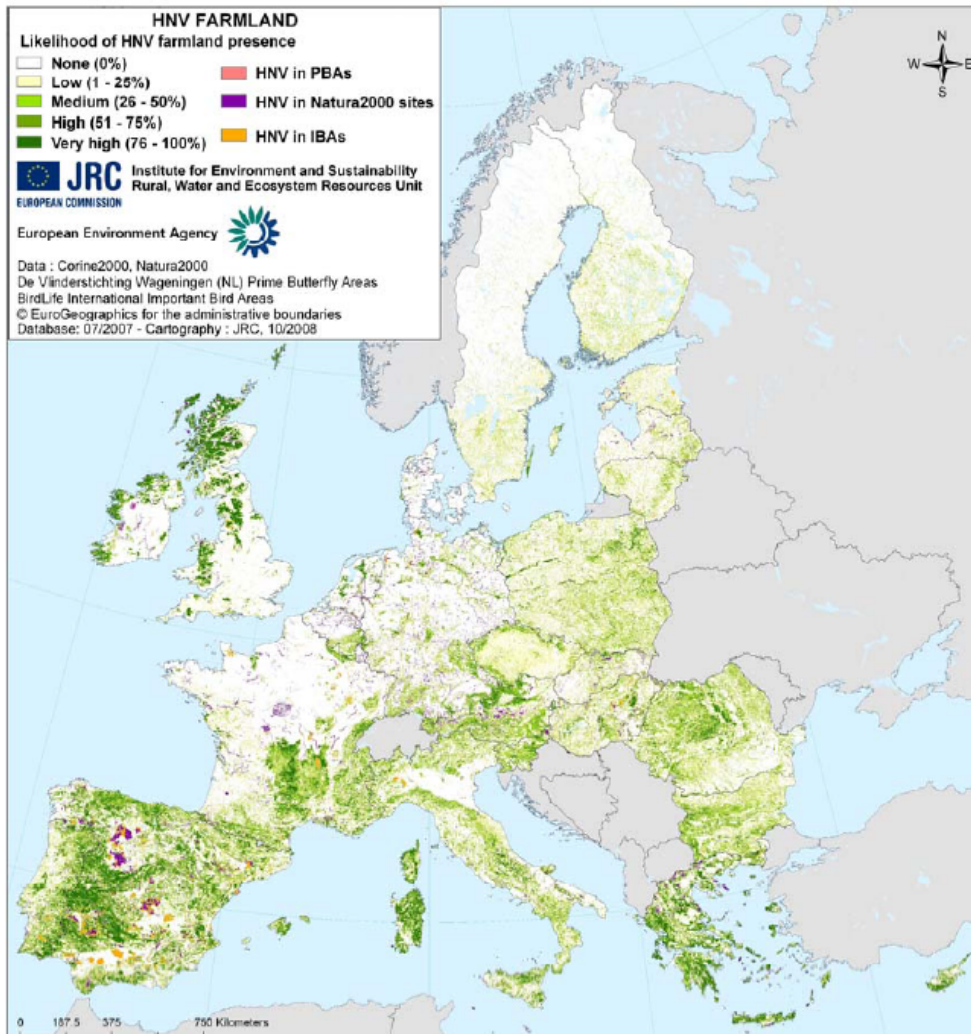 HNV FARMLAND
Likelihood of HNV farmland presence
None (0%)
Low (1 - 25%)
Medium (26 - 50%)
High (51 - 75%)
Very high (76 - 100%)
HNV in PBAs
HNV in Natura2000 sites
HNV in IBAs
JRC
EUROPEAN COMMISSION
Institute for Environment and Sustainability
Rural, Water and Ecosystem Resources Unit
European Environment Agency
Data : Corine2000, Natura2000
De Vlinderstichting Wageningen (NL) Prime Butterfly Areas
BirdLife International Important Bird Areas
© EuroGeographics for the administrative boundaries
Database: 07/2007 - Cartography : JRC, 10/2008
N
W E
S
0 187.5 375 750 Kilometers